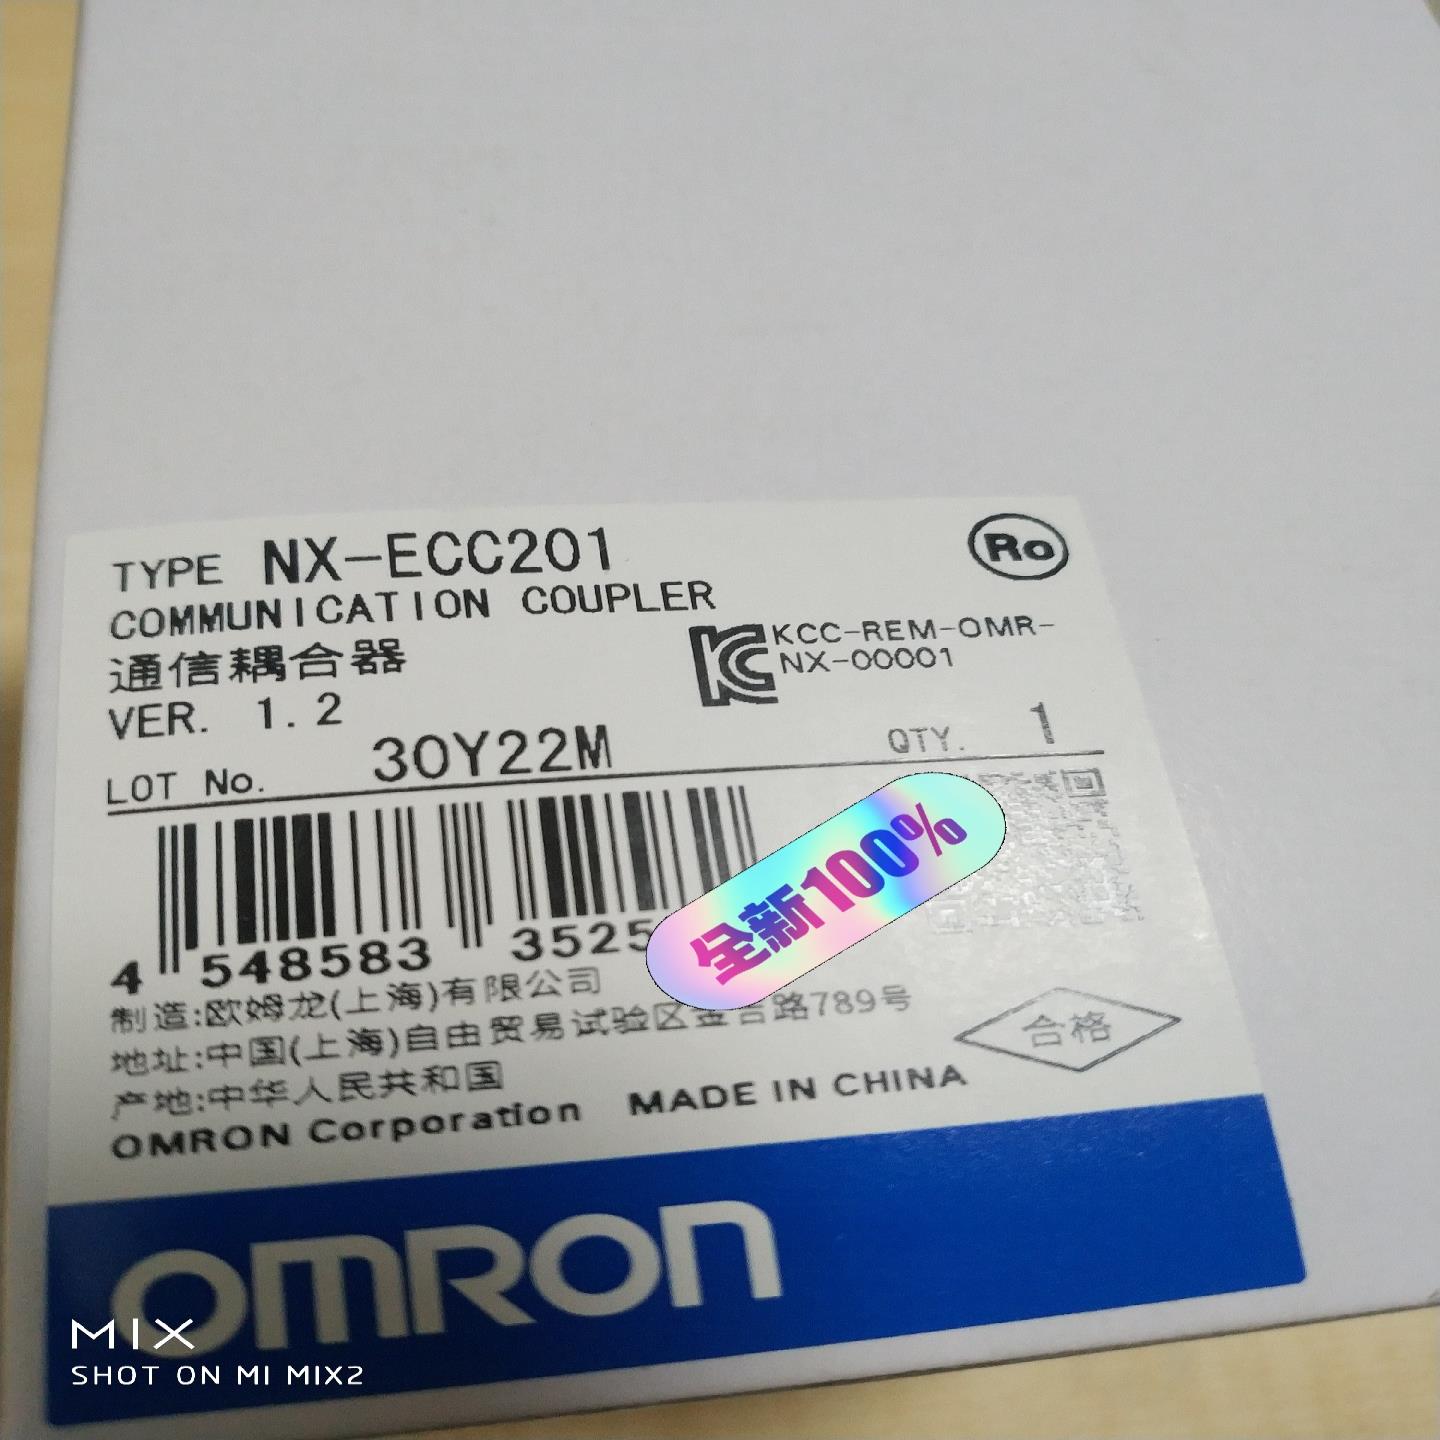 TYPE NX-ECC201
Ro
COMMUNICATION COUPLER
通信耦合器
KCC-REM-OMR-
NX-00001
VER. 1.2
LOT No. 30Y22M
QTY. 1
4 548583 3525
全新100%
制造:欧姆龙(上海)有限公司
地址:中国(上海)自由贸易试验区金吉路789号
产地:中华人民共和国
合格
OMRON Corporation MADE IN CHINA
OMRON
MIX
SHOT ON MI MIX2